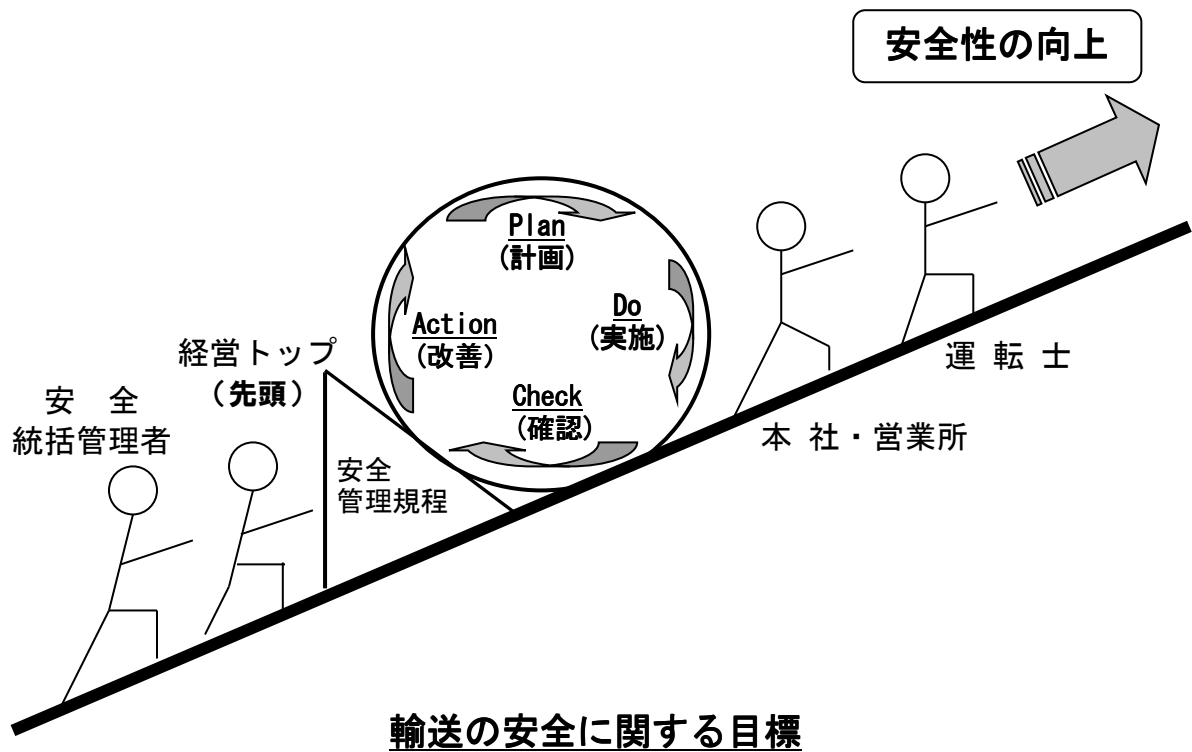 安全性の向上
Plan
(計画)
Do
(実施)
Action
(改善)
Check
(確認)
経営トップ
(先頭)
安　全
統括管理者
安全
管理規程
運 転 士
本 社・営業所
輸送の安全に関する目標